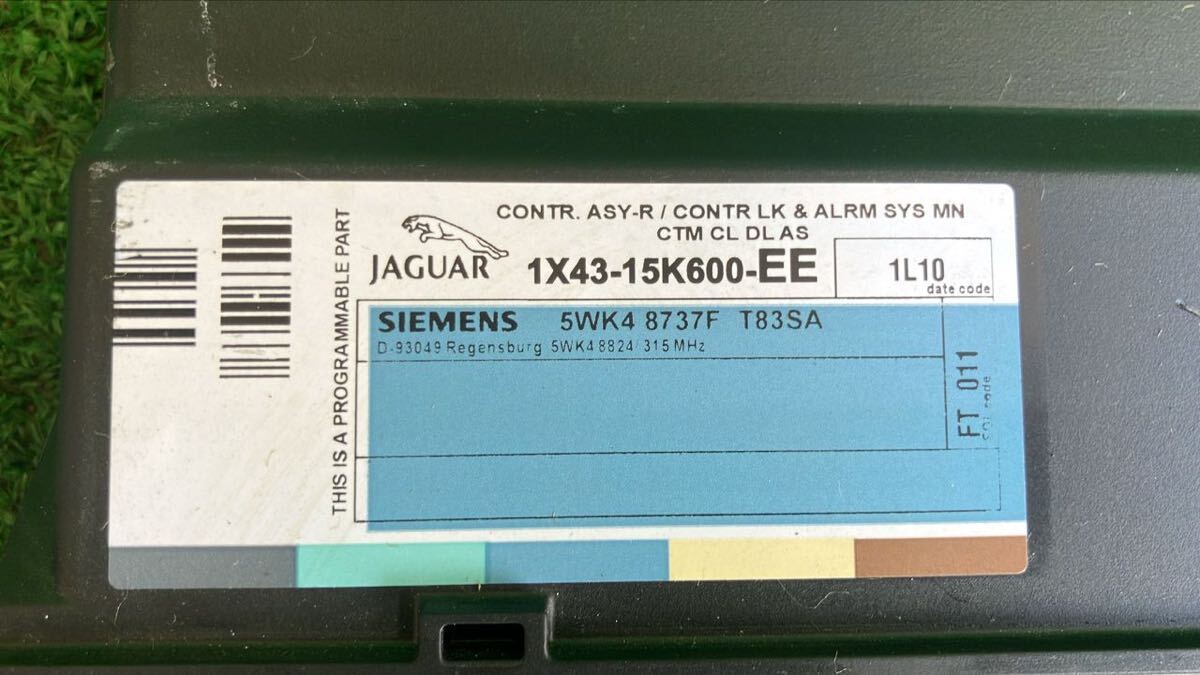 CONTR. ASY-R / CONTR LK & ALRM SYS MN
CTM CL DL AS
JAGUAR
1X43-15K600-EE
1L10
date code
THIS IS A PROGRAMMABLE PART
SIEMENS 5WK4 8737F T83SA
D-93049 Regensburg 5WK4 8824/ 315 MHz
FT 011
code